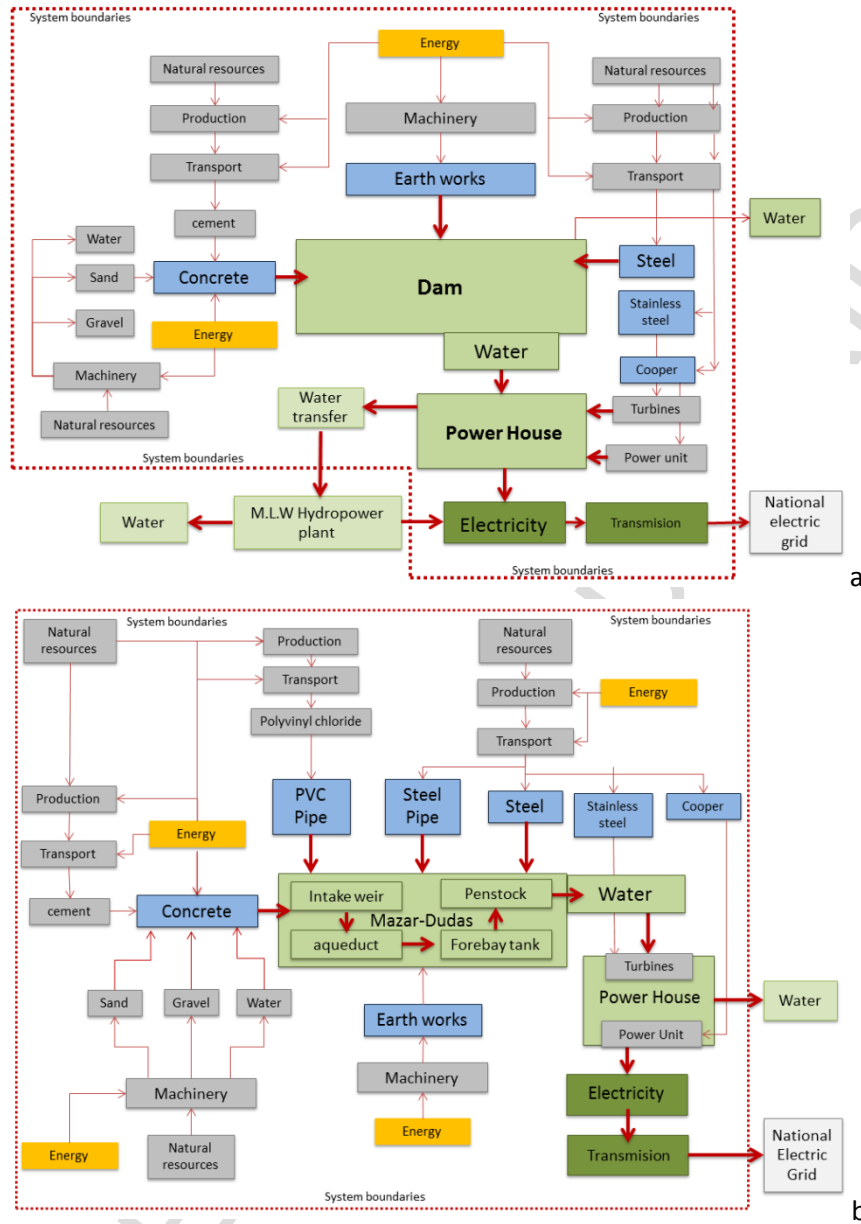 System boundaries
System boundaries
Energy
Natural resources
Natural resources
Production
Machinery
Production
Transport
Earth works
Transport
cement
Water
Water
Sand
Concrete
Dam
Steel
Gravel
Energy
Stainless
steel
Water
Cooper
Machinery
Water
transfer
Turbines
Natural resources
Power House
Power unit
System boundaries
Water
M.L.W Hydropower
plant
Electricity
Transmision
National
electric
grid
System boundaries
a
System boundaries
System boundaries
Natural
resources
Production
Natural
resources
Transport
Production
Energy
Polyvinyl chloride
Transport
Production
PVC
Pipe
Steel
Pipe
Steel
Stainless
steel
Cooper
Energy
Transport
cement
Concrete
Intake weir
Penstock
Water
Mazar-Dudas
aqueduct
Forebay tank
Turbines
Sand
Gravel
Water
Power House
Water
Earth works
Power Unit
Machinery
Machinery
Electricity
Energy
Natural
resources
Energy
Transmision
National
Electric
Grid
System boundaries
b